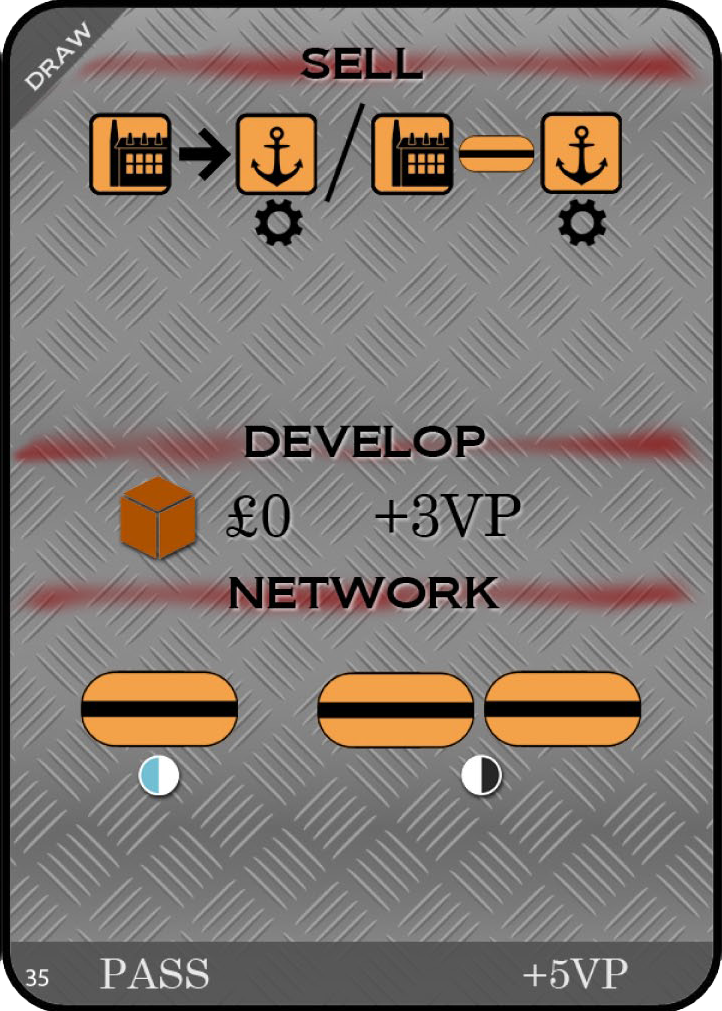 DRAW
SELL
DEVELOP
£0 +3VP
NETWORK
35 PASS +5VP